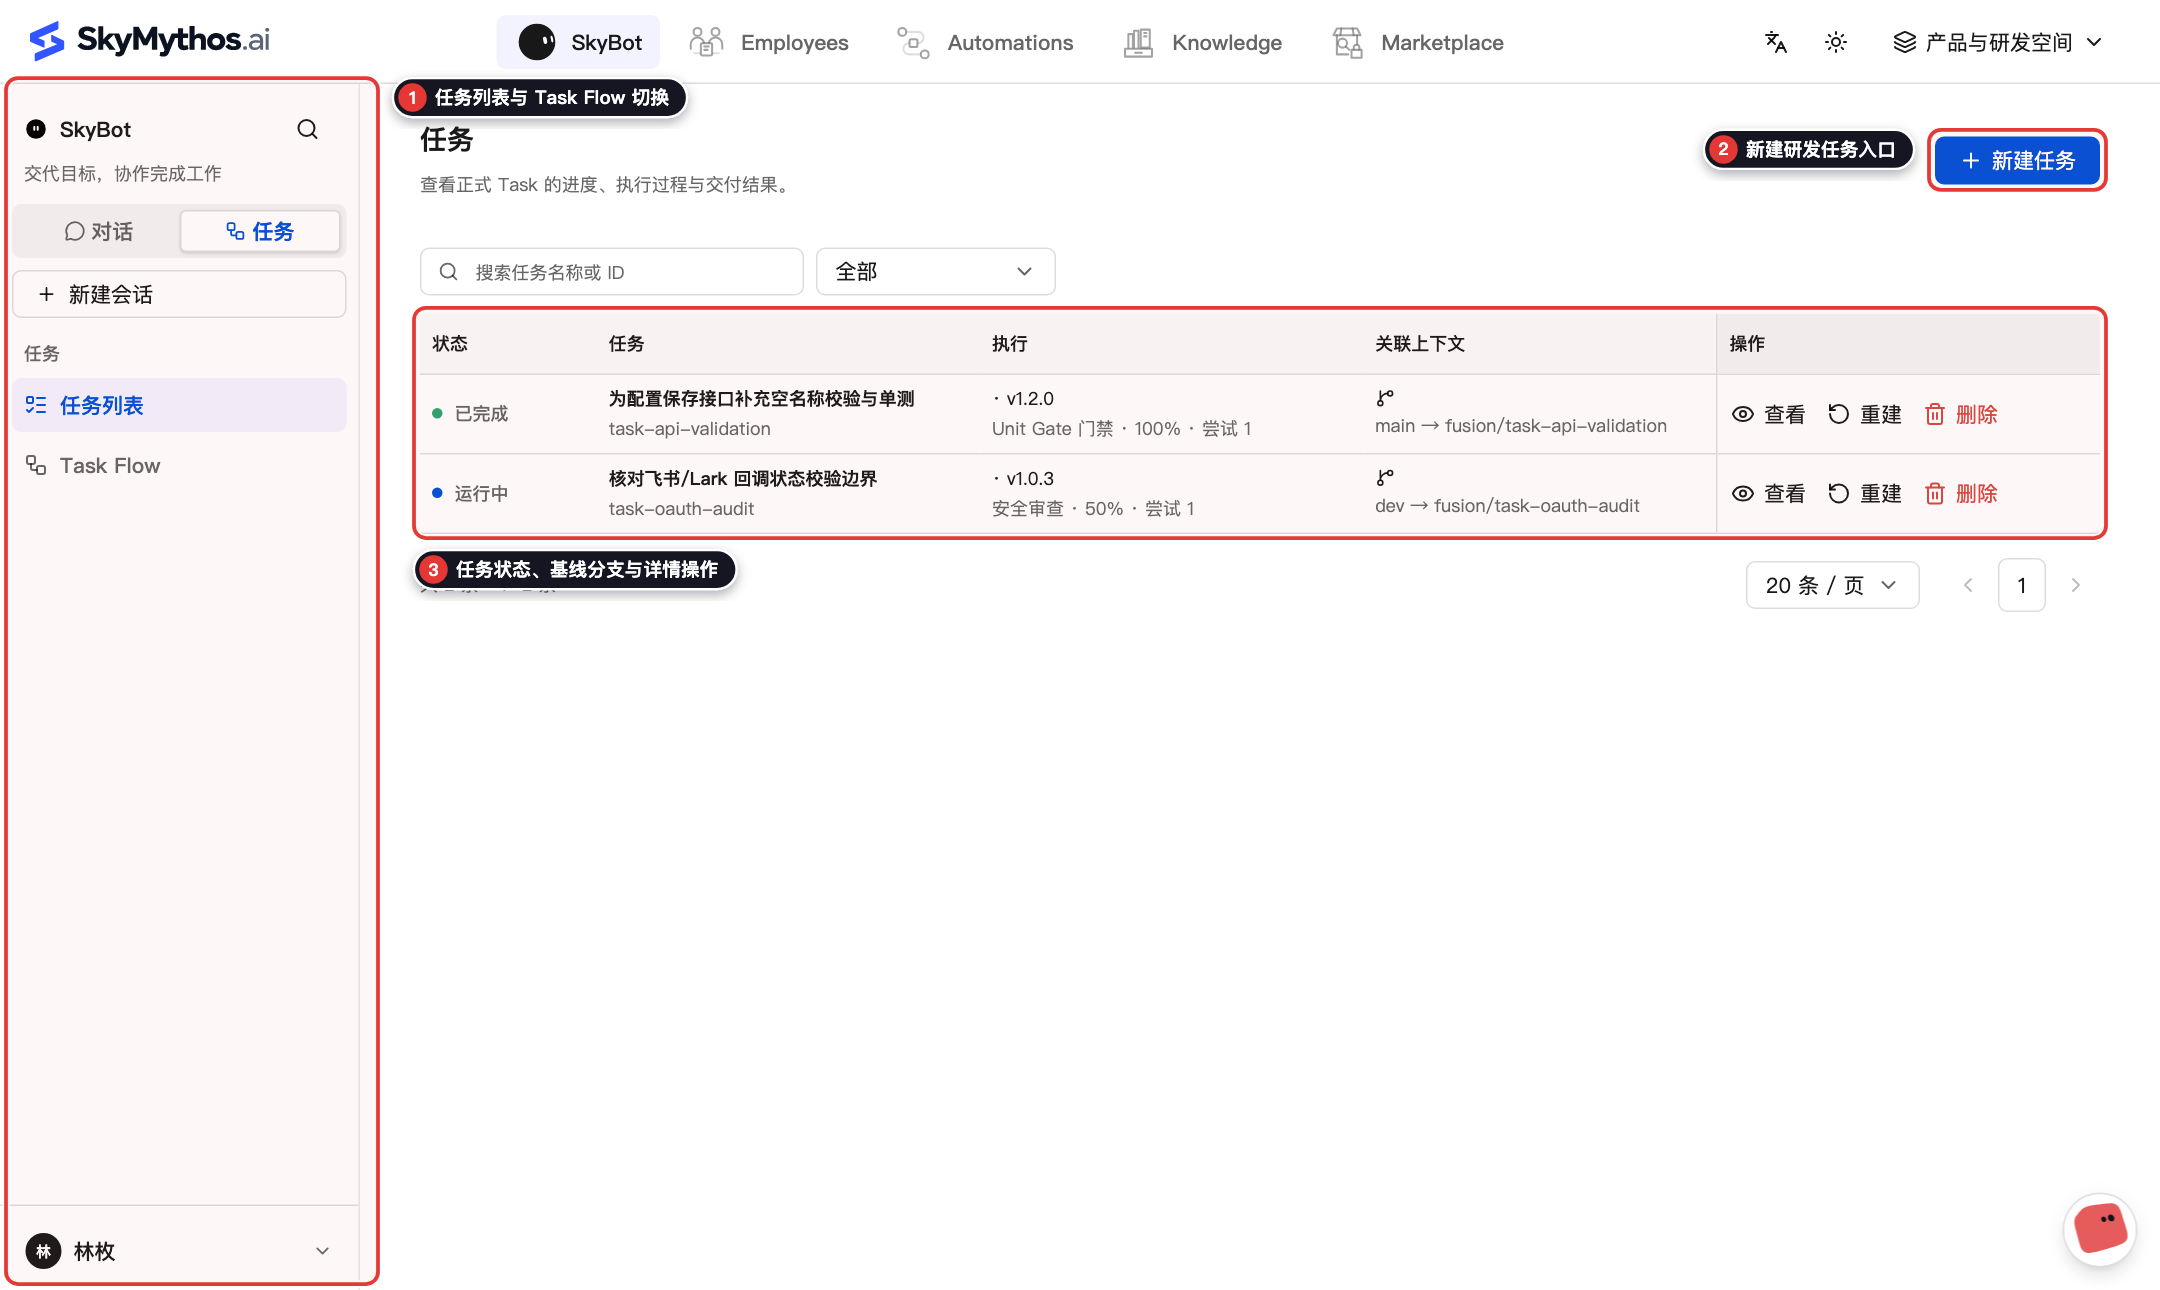 SkyMythos.ai
SkyBot
Employees
Automations
Knowledge
Marketplace
产品与研发空间
SkyBot
交代目标，协作完成工作
对话
任务
新建会话
任务
任务列表
Task Flow
林 林枚
1 任务列表与 Task Flow 切换
任务
查看正式 Task 的进度、执行过程与交付结果。
2 新建研发任务入口
新建任务
搜索任务名称或 ID
全部
状态 任务 执行 关联上下文 操作
已完成
为配置保存接口补充空名称校验与单测
task-api-validation
· v1.2.0
Unit Gate 门禁 · 100% · 尝试 1
main → fusion/task-api-validation
查看 重建 删除
运行中
核对飞书/Lark 回调状态校验边界
task-oauth-audit
· v1.0.3
安全审查 · 50% · 尝试 1
dev → fusion/task-oauth-audit
查看 重建 删除
3 任务状态、基线分支与详情操作
20 条 / 页
1